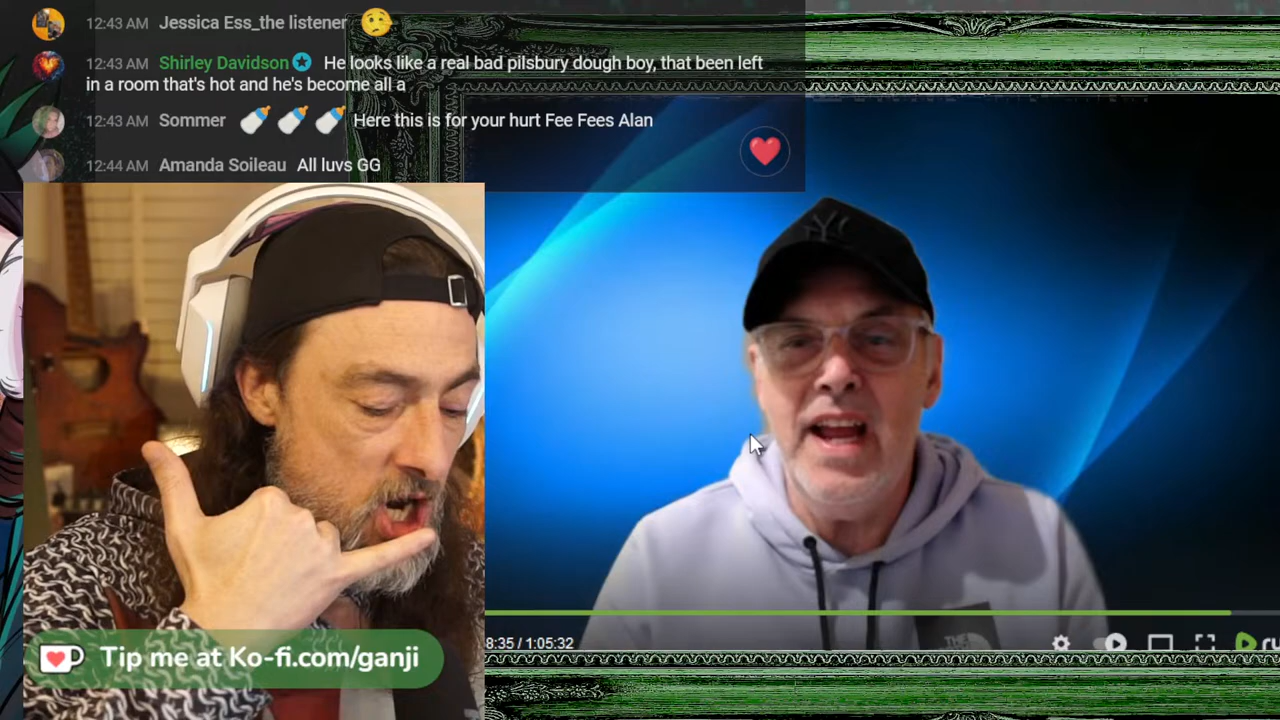 12:43 AM Jessica Ess_the listener 🤥
12:43 AM Shirley Davidson He looks like a real bad pilsbury dough boy, that been left
in a room that's hot and he's become all a
12:43 AM Sommer 🍼🍼🍼 Here this is for your hurt Fee Fees Alan
12:44 AM Amanda Soileau All luvs GG
NY
8:35 / 1:05:32
THE
Tip me at Ko-fi.com/ganji